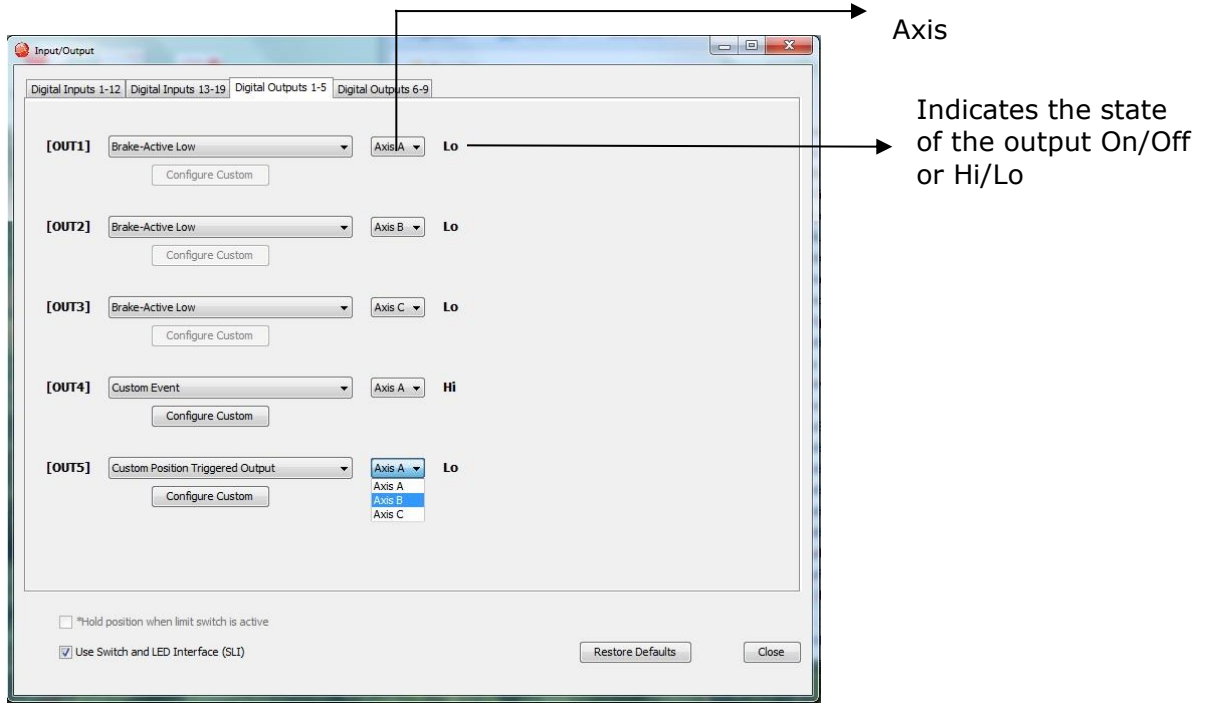 Axis
Input/Output
Digital Inputs 1-12 Digital Inputs 13-19 Digital Outputs 1-5 Digital Outputs 6-9
Indicates the state
of the output On/Off
or Hi/Lo
[OUT1] Brake-Active Low Axis A Lo
Configure Custom
[OUT2] Brake-Active Low Axis B Lo
Configure Custom
[OUT3] Brake-Active Low Axis C Lo
Configure Custom
[OUT4] Custom Event Axis A Hi
Configure Custom
[OUT5] Custom Position Triggered Output Axis A Lo
Configure Custom
Axis A
Axis B
Axis C
*Hold position when limit switch is active
Use Switch and LED Interface (SLI)
Restore Defaults Close